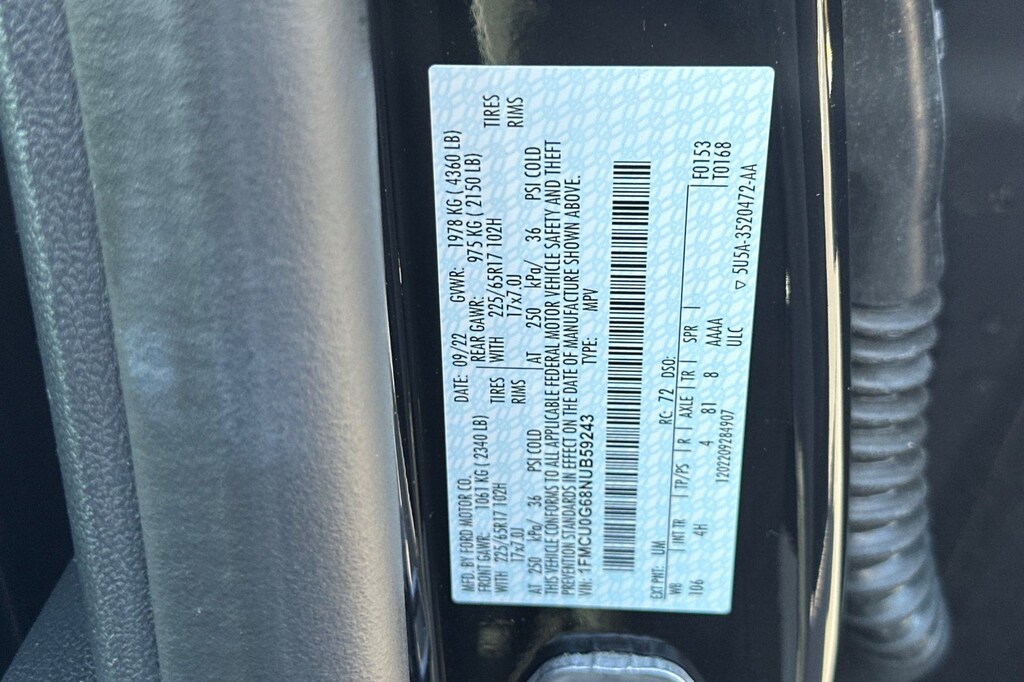 MFD. BY FORD MOTOR CO. DATE: 09/22 GVWR: 1978 KG ( 4360 LB)
FRONT GAWR: 1061 KG ( 2340 LB) REAR GAWR: 975 KG ( 2150 LB)
WITH 225/65R17 102H TIRES WITH 225/65R17 102H TIRES
17x7.0J RIMS 17x7.0J RIMS
AT 250 kPa/ 36 PSI COLD AT 250 kPa/ 36 PSI COLD
THIS VEHICLE CONFORMS TO ALL APPLICABLE FEDERAL MOTOR VEHICLE SAFETY AND THEFT
PREVENTION STANDARDS IN EFFECT ON THE DATE OF MANUFACTURE SHOWN ABOVE.
VIN: 1FMCU0G68NUB59243 TYPE: MPV
EXT PNT: UM RC: 72 DSO:
WB INT TR TP/PS R AXLE TR SPR F0153
106 4H 4 81 8 AAAA T0168
ULC
1202209284907 ▽ 5U5A-3520472-AA